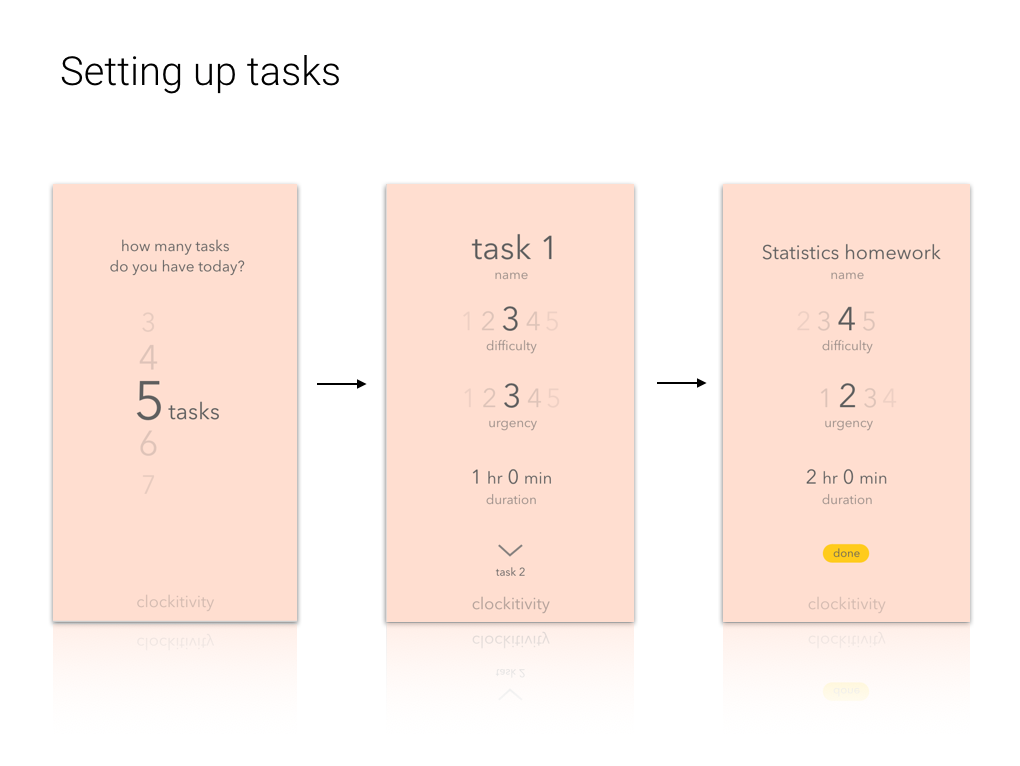 Setting up tasks
how many tasks
do you have today?
3
4
5 tasks
6
7
clockitivity
task 1
name
1 2 3 4 5
difficulty
1 2 3 4 5
urgency
1 hr 0 min
duration
task 2
clockitivity
Statistics homework
name
2 3 4 5
difficulty
1 2 3 4
urgency
2 hr 0 min
duration
done
clockitivity